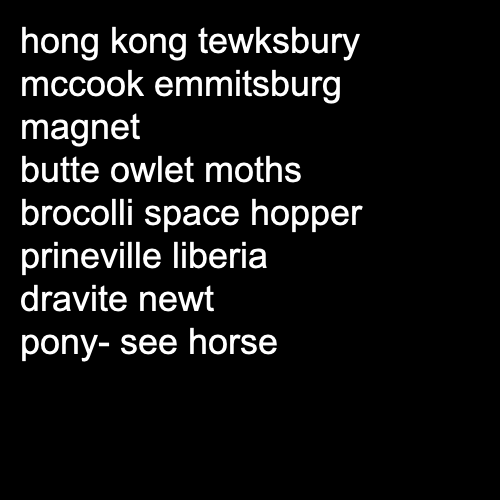 hong kong tewksbury
mccook emmitsburg
magnet
butte owlet moths
brocolli space hopper
prineville liberia
dravite newt
pony- see horse